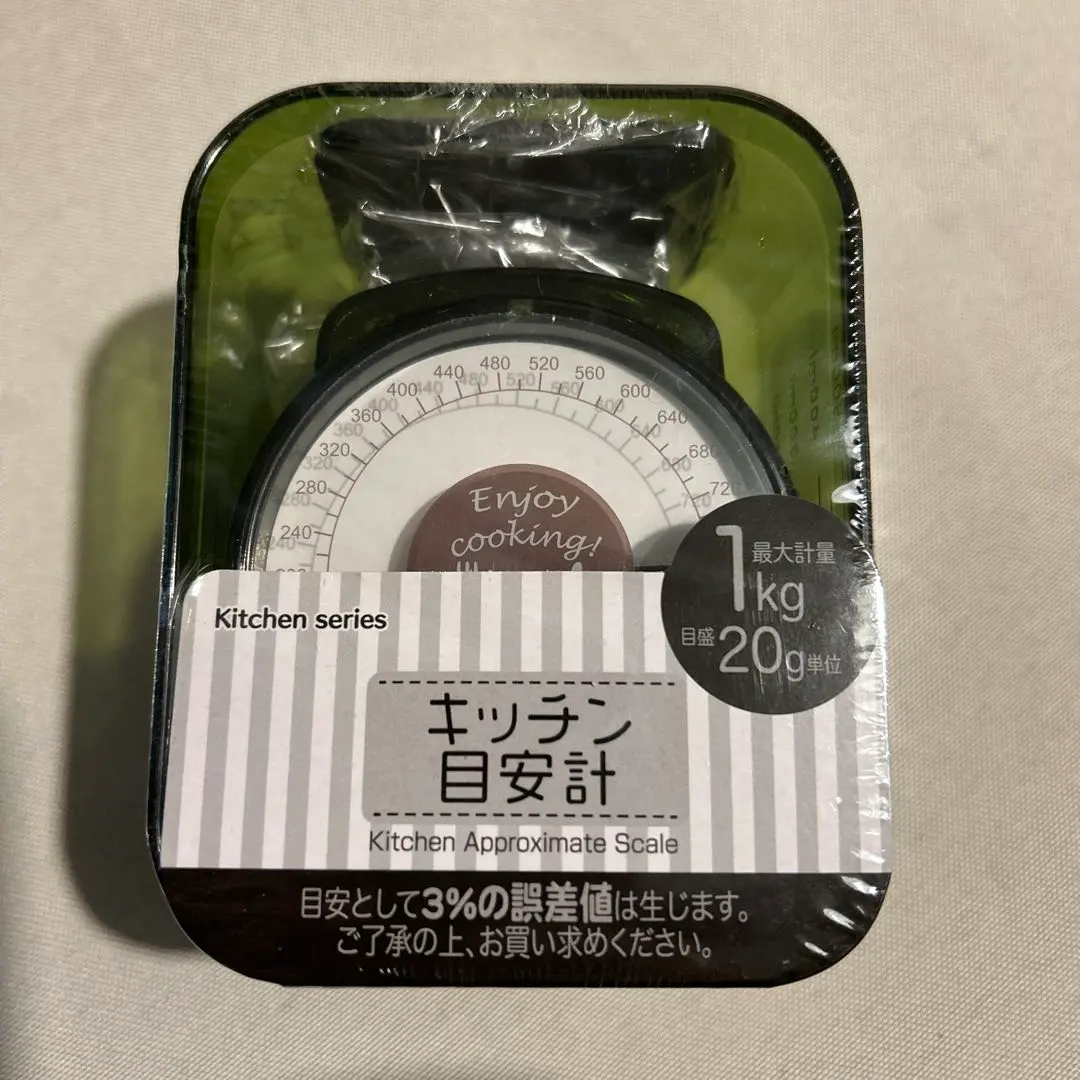 480 520
440 560
400 600
360 640
320 680
280 720
240
Enjoy
cooking!
Kitchen series
1kg
最大計量
目盛20g単位
キッチン
目安計
Kitchen Approximate Scale
目安として3%の誤差値は生じます。
ご了承の上、お買い求めください。